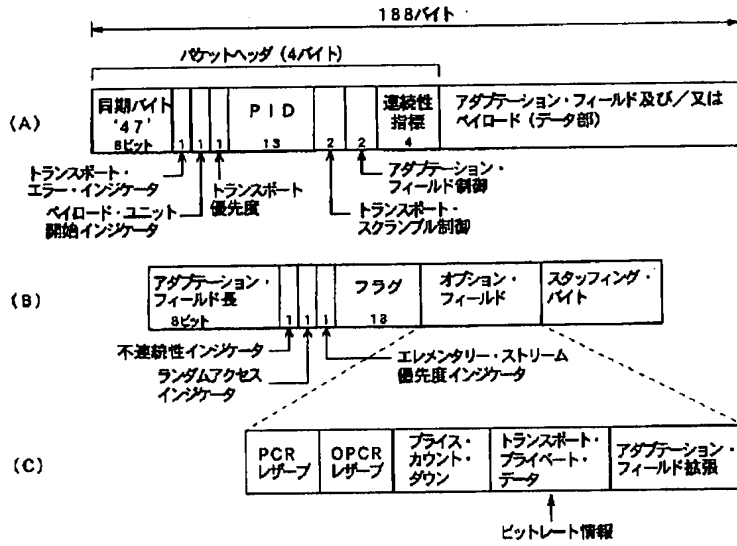 188バイト
パケットヘッダ (4バイト)
(A)
同期バイト
'47'
8ビット
1
1
1
PID
13
2
2
連続性
指標
4
アダプテーション・フィールド及び/又は
ペイロード (データ部)
トランスポート・
エラー・インジケータ
ペイロード・ユニット
開始インジケータ
トランスポート
優先度
アダプテーション・
フィールド制御
トランスポート・
スクランブル制御
(B)
アダプテーション・
フィールド長
8ビット
1
1
1
フラグ
18
オプション・
フィールド
スタッフィング・
バイト
不連続性インジケータ
ランダムアクセス
インジケータ
エレメンタリー・ストリーム
優先度インジケータ
(C)
PCR
レザーブ
OPCR
レザーブ
プライス・
カウント・
ダウン
トランスポート・
プライベート・
データ
アダプテーション・
フィールド拡張
ビットレート情報